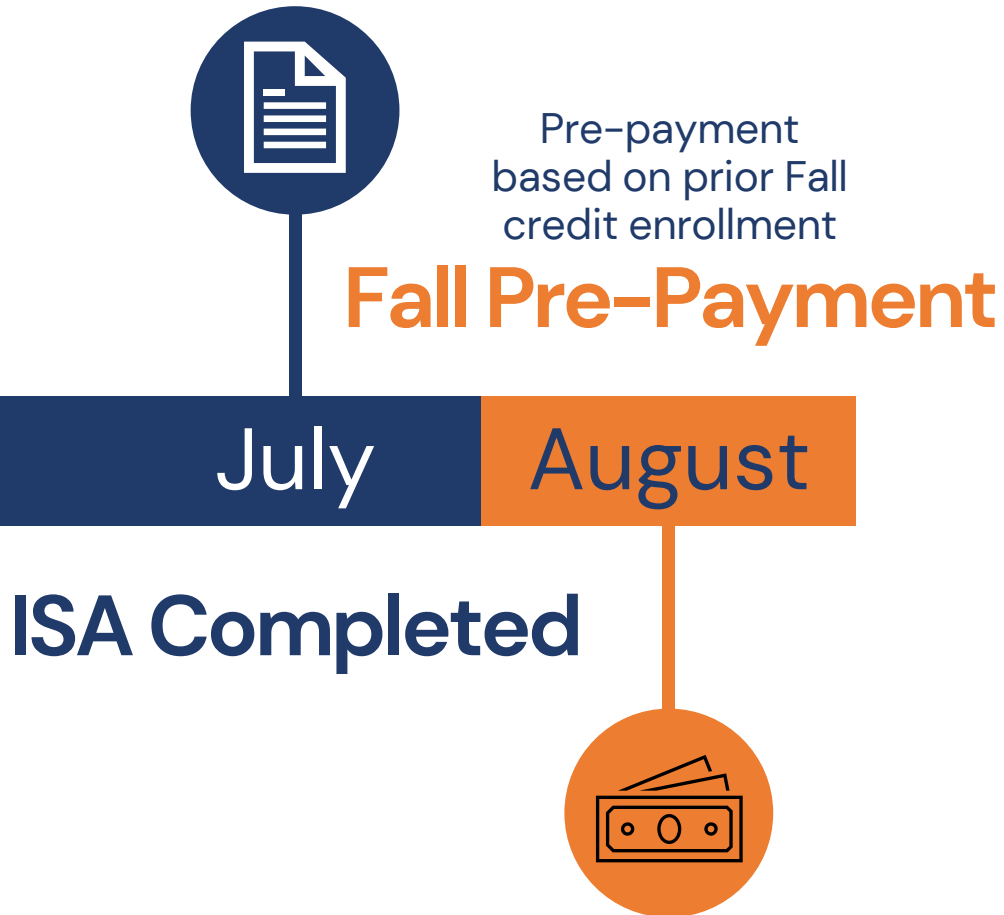 Pre-payment
based on prior Fall
credit enrollment
Fall Pre-Payment
July
August
ISA Completed